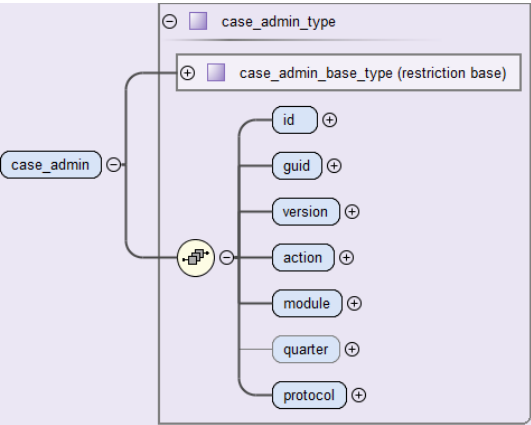 case_admin_type
case_admin_base_type (restriction base)
id
guid
case_admin
version
action
module
quarter
protocol